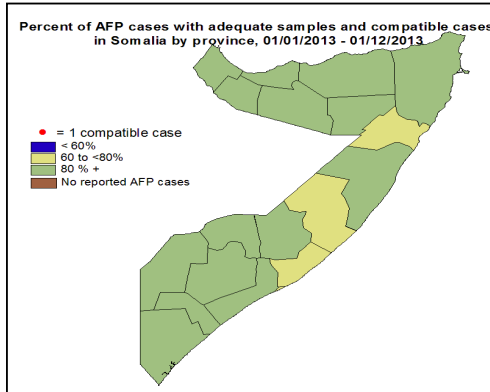 Percent of AFP cases with adequate samples and compatible cases
in Somalia by province, 01/01/2013 - 01/12/2013
= 1 compatible case
< 60%
60 to <80%
80 % +
No reported AFP cases